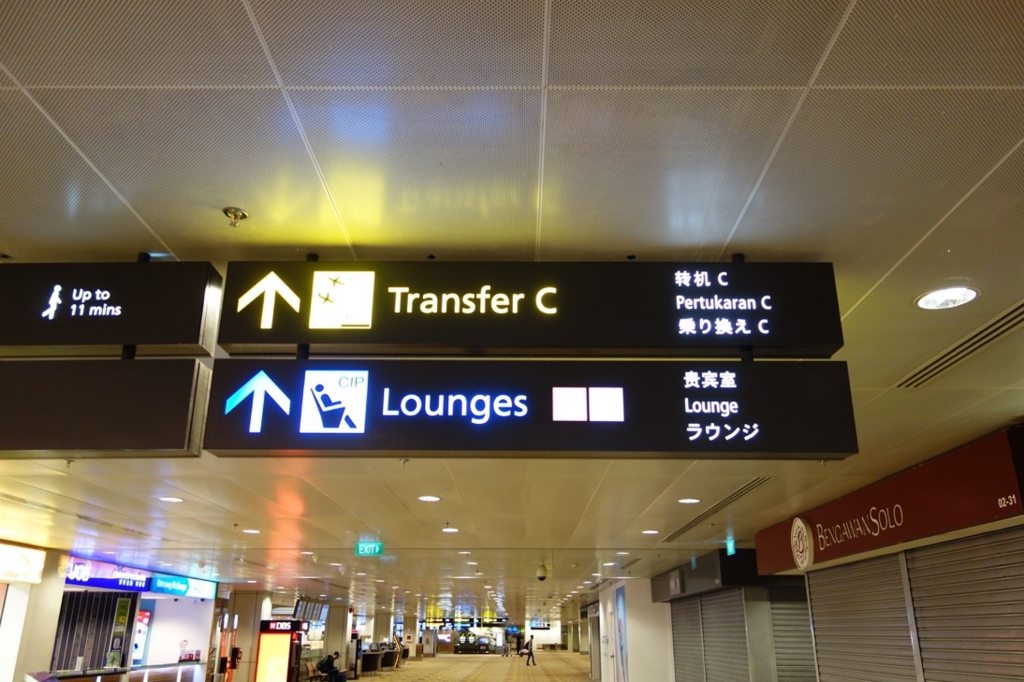 Up to
11 mins
Transfer C
转机 C
Pertukaran C
乗り換え C
CIP
Lounges
贵宾室
Lounge
ラウンジ
EXIT
BENGAWAN SOLO
02-31
UOB
DBS